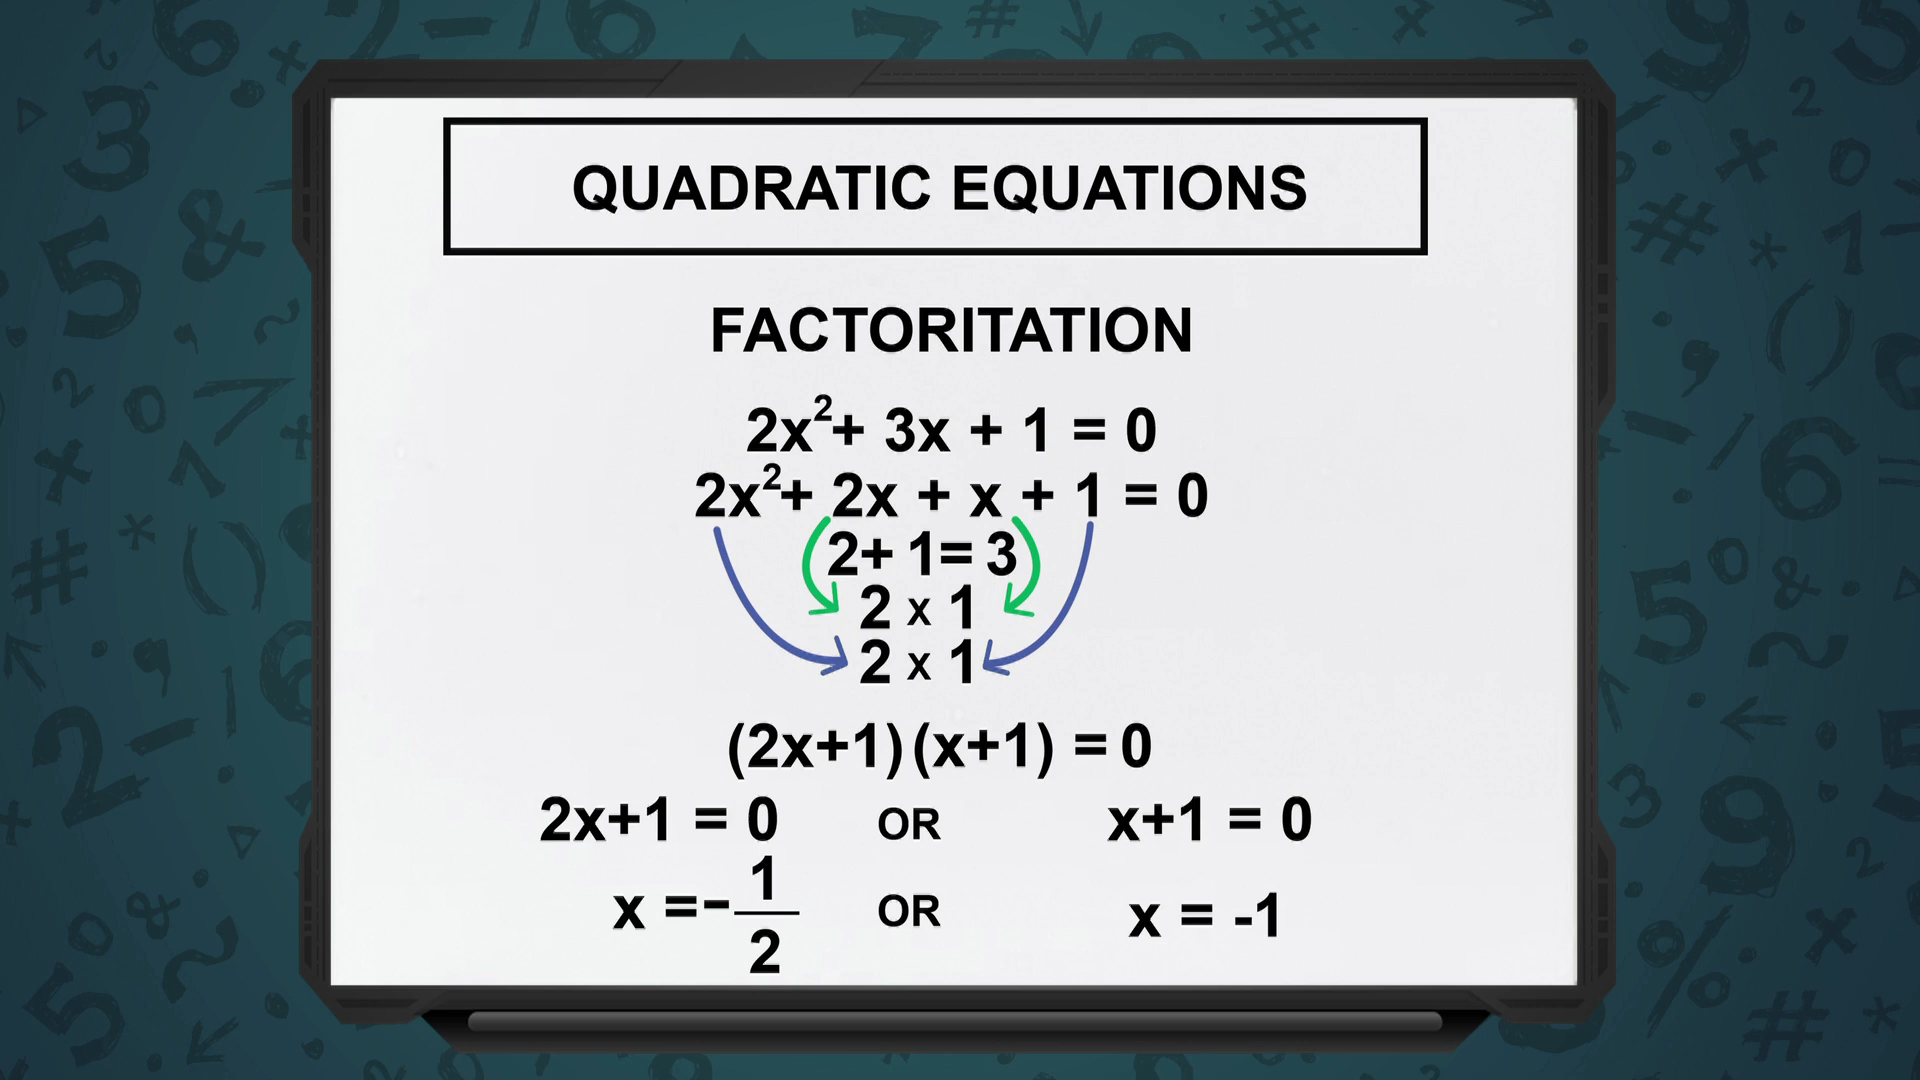 QUADRATIC EQUATIONS
FACTORITATION
2x²+ 3x + 1 = 0
2x²+ 2x + x + 1 = 0
2+ 1= 3
2 x 1
2 x 1
(2x+1)(x+1) = 0
2x+1 = 0 OR x+1 = 0
x =-1/2 OR x = -1